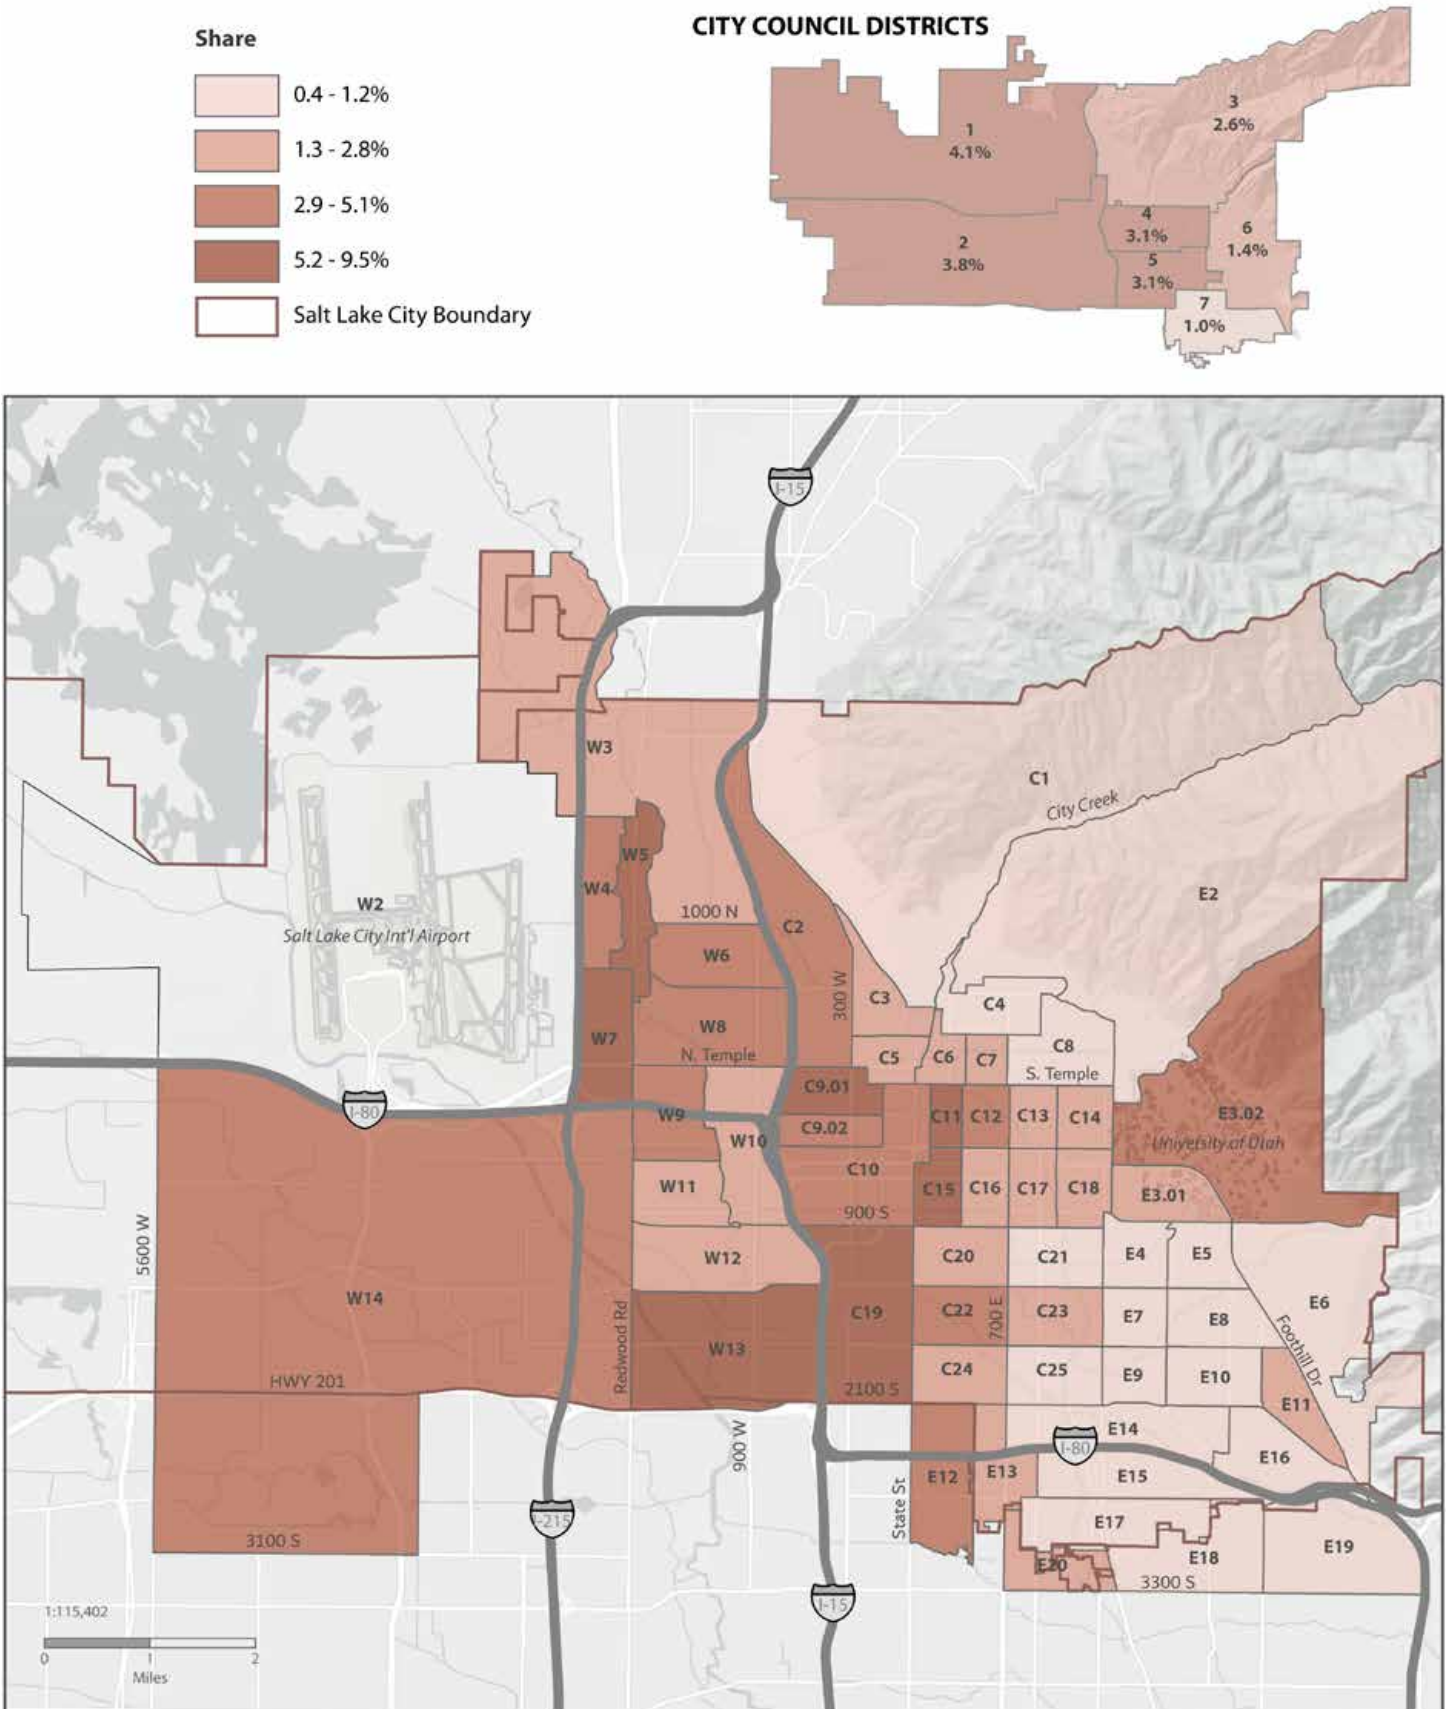 CITY COUNCIL DISTRICTS
Share
0.4 - 1.2%
1.3 - 2.8%
2.9 - 5.1%
5.2 - 9.5%
Salt Lake City Boundary
1
4.1%
2
3.8%
3
2.6%
4
3.1%
5
3.1%
6
1.4%
7
1.0%
I-15
W3
C1
City Creek
W5
W4
W2
Salt Lake City Int'l Airport
1000 N
C2
E2
W6
300 W
C3
C4
W7
W8
N. Temple
C5
C6
C7
C8
S. Temple
I-80
C9.01
W9
C9.02
W10
C11
C12
C13
C14
E3.02
University of Utah
C10
W11
C15
C16
C17
C18
E3.01
900 S
5600 W
W12
C20
C21
E4
E5
W14
C19
C22
700 E
C23
E7
E8
E6
Foothill Dr
Redwood Rd
W13
HWY 201
2100 S
C24
C25
E9
E10
E11
900 W
E14
I-80
E12
E13
E15
E16
State St
I-215
E17
E18
E19
E20
3100 S
3300 S
I-15
1:115,402
0 1 2
Miles